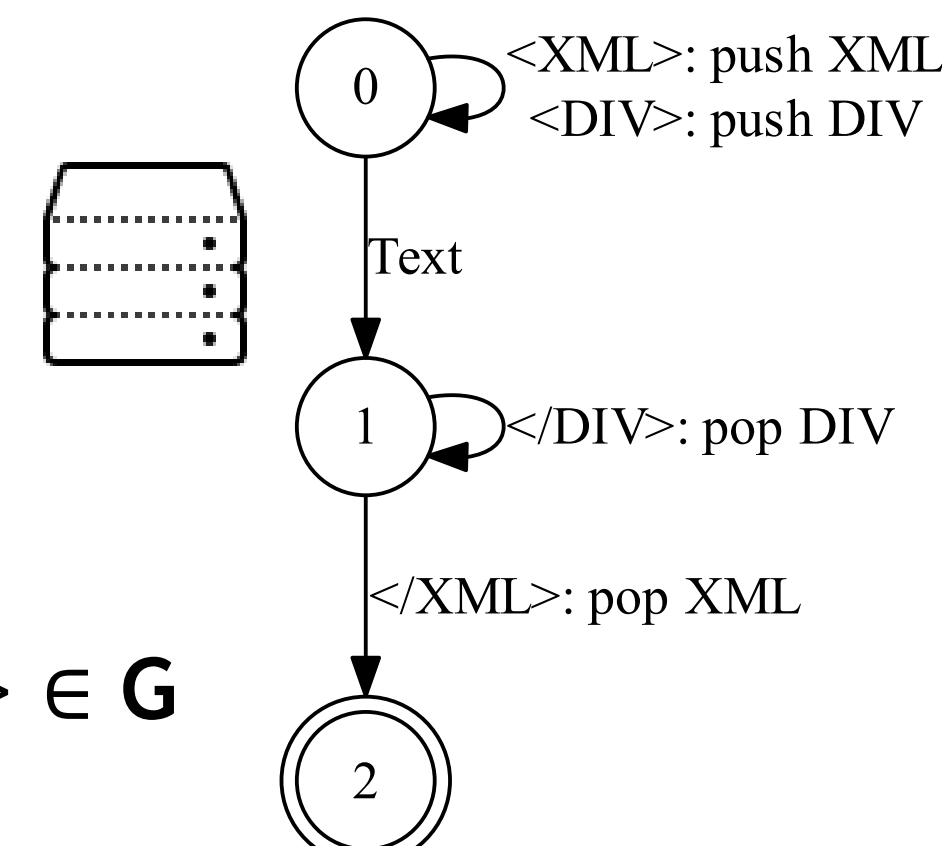 0
<XML>: push XML
<DIV>: push DIV
Text
1
</DIV>: pop DIV
</XML>: pop XML
> ∈ G
2